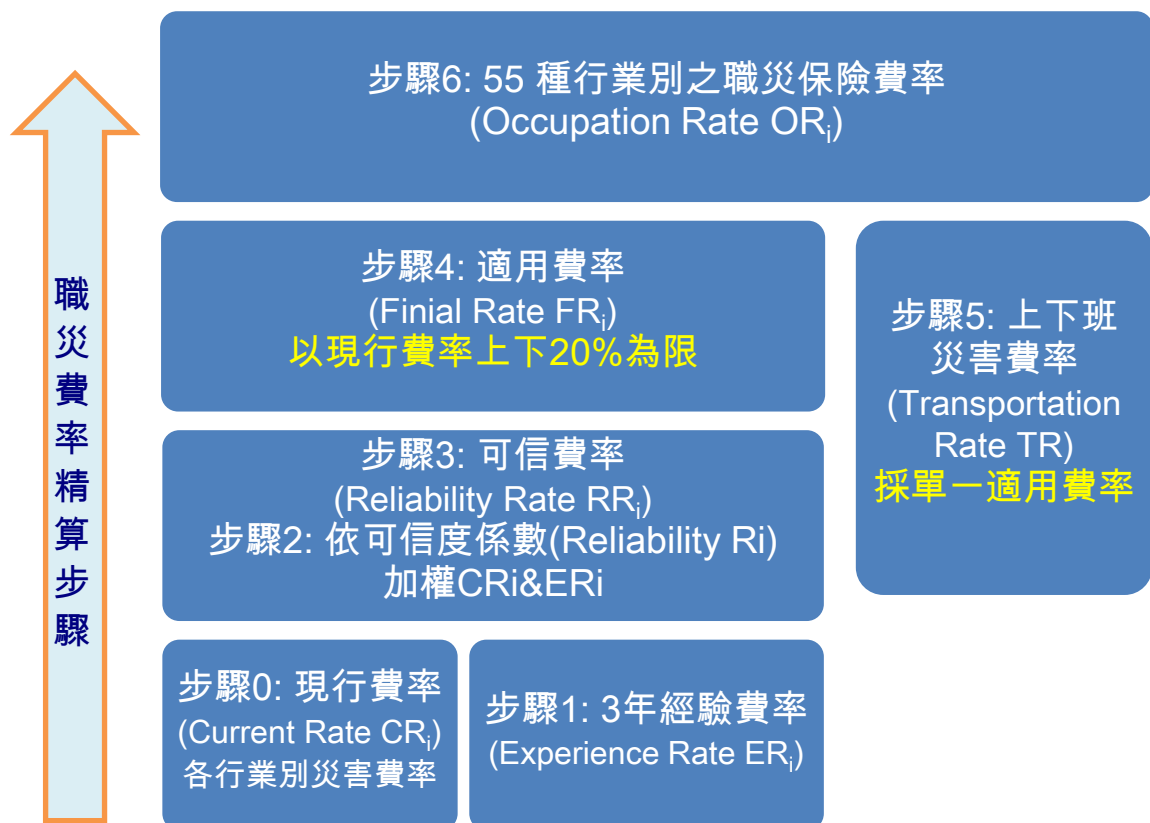 步驟6: 55 種行業別之職災保險費率
(Occupation Rate ORi)
職災費率精算步驟
步驟4: 適用費率
(Finial Rate FRi)
以現行費率上下20%為限
步驟5: 上下班
災害費率
(Transportation
Rate TR)
採單一適用費率
步驟3: 可信費率
(Reliability Rate RRi)
步驟2: 依可信度係數(Reliability Ri)
加權CRi&ERi
步驟0: 現行費率
(Current Rate CRi)
各行業別災害費率
步驟1: 3年經驗費率
(Experience Rate ERi)